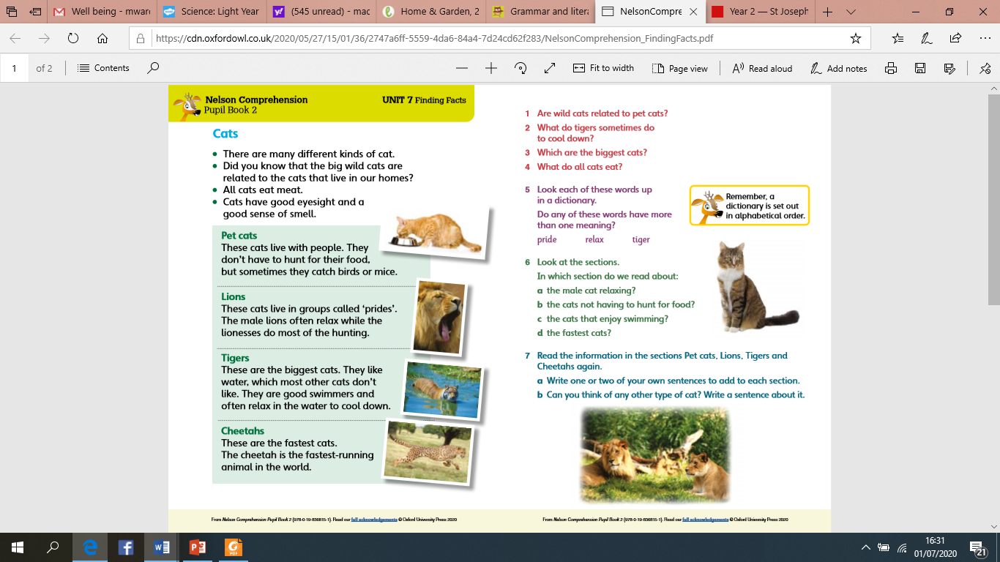 Well being - mwar
Science: Light Year
(545 unread) - mac
Home & Garden, 2
Grammar and litera
NelsonCompre
Year 2 — St Joseph
https://cdn.oxfordowl.co.uk/2020/05/27/15/01/36/2747a6ff-5559-4da6-84a4-7d24cd62f283/NelsonComprehension_FindingFacts.pdf
1 of 2 Contents Fit to width Page view Read aloud Add notes
Nelson Comprehension UNIT 7 Finding Facts
Pupil Book 2
Cats
• There are many different kinds of cat.
• Did you know that the big wild cats are
related to the cats that live in our homes?
• All cats eat meat.
• Cats have good eyesight and a
good sense of smell.
Pet cats
These cats live with people. They
don't have to hunt for their food,
but sometimes they catch birds or mice.
Lions
These cats live in groups called 'prides'.
The male lions often relax while the
lionesses do most of the hunting.
Tigers
These are the biggest cats. They like
water, which most other cats don't
like. They are good swimmers and
often relax in the water to cool down.
Cheetahs
These are the fastest cats.
The cheetah is the fastest-running
animal in the world.
From Nelson Comprehension Pupil Book 2 (978-0-19-836815-1). Read our full acknowledgements © Oxford University Press 2020
1 Are wild cats related to pet cats?
2 What do tigers sometimes do
to cool down?
3 Which are the biggest cats?
4 What do all cats eat?
5 Look each of these words up
in a dictionary.
Do any of these words have more
than one meaning?
pride relax tiger
Remember, a
dictionary is set out
in alphabetical order.
6 Look at the sections.
In which section do we read about:
a the male cat relaxing?
b the cats not having to hunt for food?
c the cats that enjoy swimming?
d the fastest cats?
7 Read the information in the sections Pet cats, Lions, Tigers and
Cheetahs again.
a Write one or two of your own sentences to add to each section.
b Can you think of any other type of cat? Write a sentence about it.
From Nelson Comprehension Pupil Book 2 (978-0-19-836815-1). Read our full acknowledgements © Oxford University Press 2020
16:31
01/07/2020
21